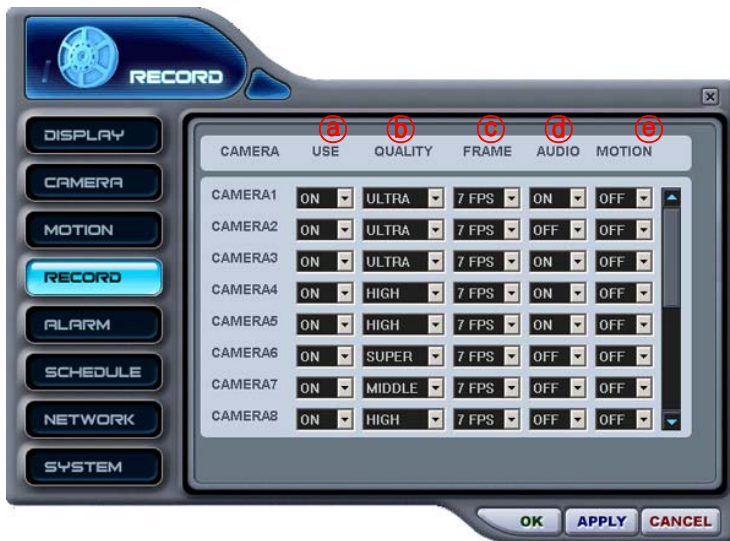 RECORD
ⓐ ⓑ ⓒ ⓓ ⓔ
CAMERA USE QUALITY FRAME AUDIO MOTION
CAMERA1 ON ULTRA 7 FPS ON OFF
CAMERA2 ON ULTRA 7 FPS OFF OFF
CAMERA3 ON ULTRA 7 FPS ON OFF
CAMERA4 ON HIGH 7 FPS ON OFF
CAMERA5 ON HIGH 7 FPS ON OFF
CAMERA6 ON SUPER 7 FPS OFF OFF
CAMERA7 ON MIDDLE 7 FPS OFF OFF
CAMERA8 ON HIGH 7 FPS OFF OFF
DISPLAY
CAMERA
MOTION
RECORD
ALARM
SCHEDULE
NETWORK
SYSTEM
OK APPLY CANCEL